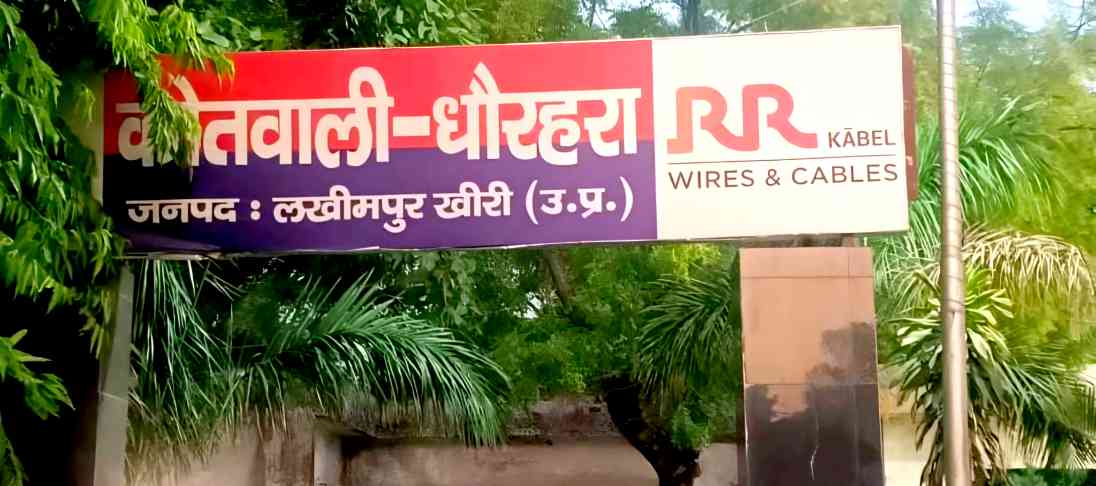 कोतवाली-धौरहरा
जनपद : लखीमपुर खीरी (उ.प्र.)
RR KĀBEL
WIRES & CABLES